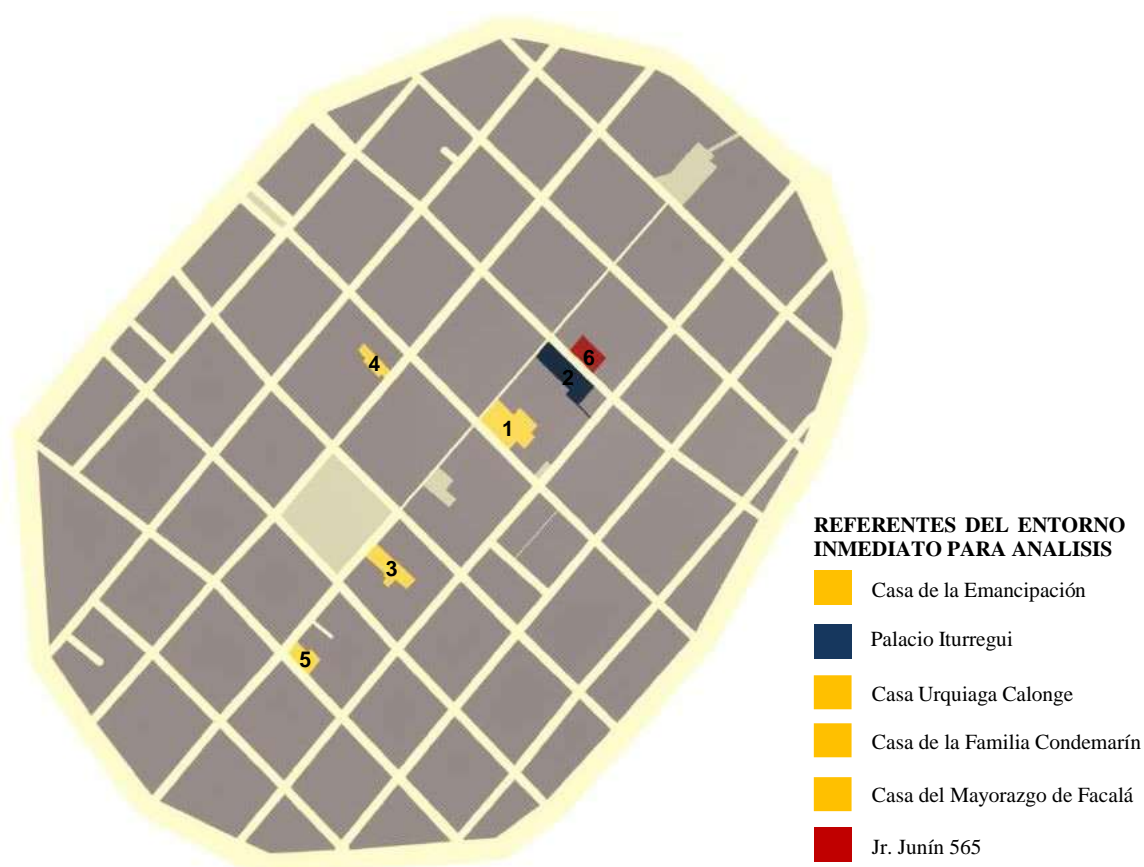 6
4
2
1
3
5
REFERENTES DEL ENTORNO
INMEDIATO PARA ANALISIS
Casa de la Emancipación
Palacio Iturregui
Casa Urquiaga Calonge
Casa de la Familia Condemarín
Casa del Mayorazgo de Facalá
Jr. Junín 565